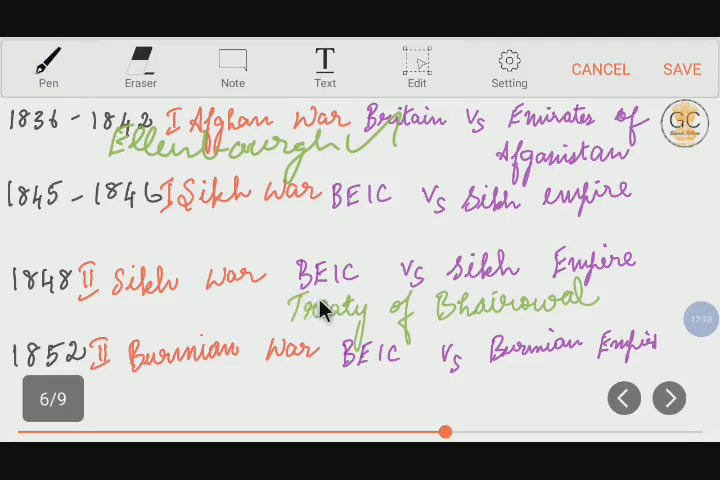 Pen Eraser Note Text Edit Setting CANCEL SAVE
1836 - 1842 I Afghan War Britain Vs Emirates of Afganistan
Ellenbourgh
1845 - 1846 I Sikh War BEIC Vs Sikh empire
1848 II Sikh War BEIC Vs Sikh Empire
Treaty of Bhairowal
1852 II Burmian War BEIC Vs Burmian Empire
GC
6/9